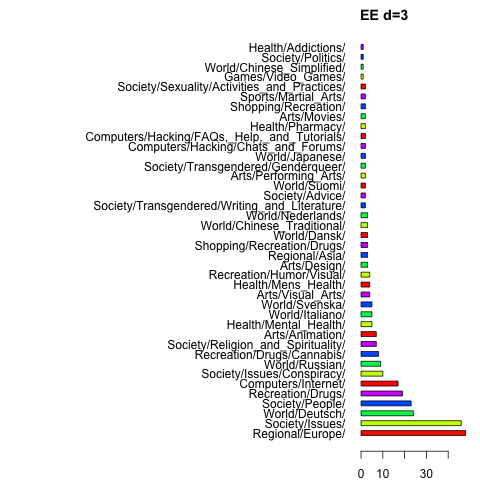 EE d=3
Health/Addictions/
Society/Politics/
World/Chinese_Simplified/
Games/Video_Games/
Society/Sexuality/Activities_and_Practices/
Sports/Martial_Arts/
Shopping/Recreation/
Arts/Movies/
Health/Pharmacy/
Computers/Hacking/FAQs,_Help,_and_Tutorials/
Computers/Hacking/Chats_and_Forums/
World/Japanese/
Society/Transgendered/Genderqueer/
Arts/Performing_Arts/
World/Suomi/
Society/Advice/
Society/Transgendered/Writing_and_Literature/
World/Nederlands/
World/Chinese_Traditional/
World/Dansk/
Shopping/Recreation/Drugs/
Regional/Asia/
Arts/Design/
Recreation/Humor/Visual/
Health/Mens_Health/
Arts/Visual_Arts/
World/Svenska/
World/Italiano/
Health/Mental_Health/
Arts/Animation/
Society/Religion_and_Spirituality/
Recreation/Drugs/Cannabis/
World/Russian/
Society/Issues/Conspiracy/
Computers/Internet/
Recreation/Drugs/
Society/People/
World/Deutsch/
Society/Issues/
Regional/Europe/
0 10 30